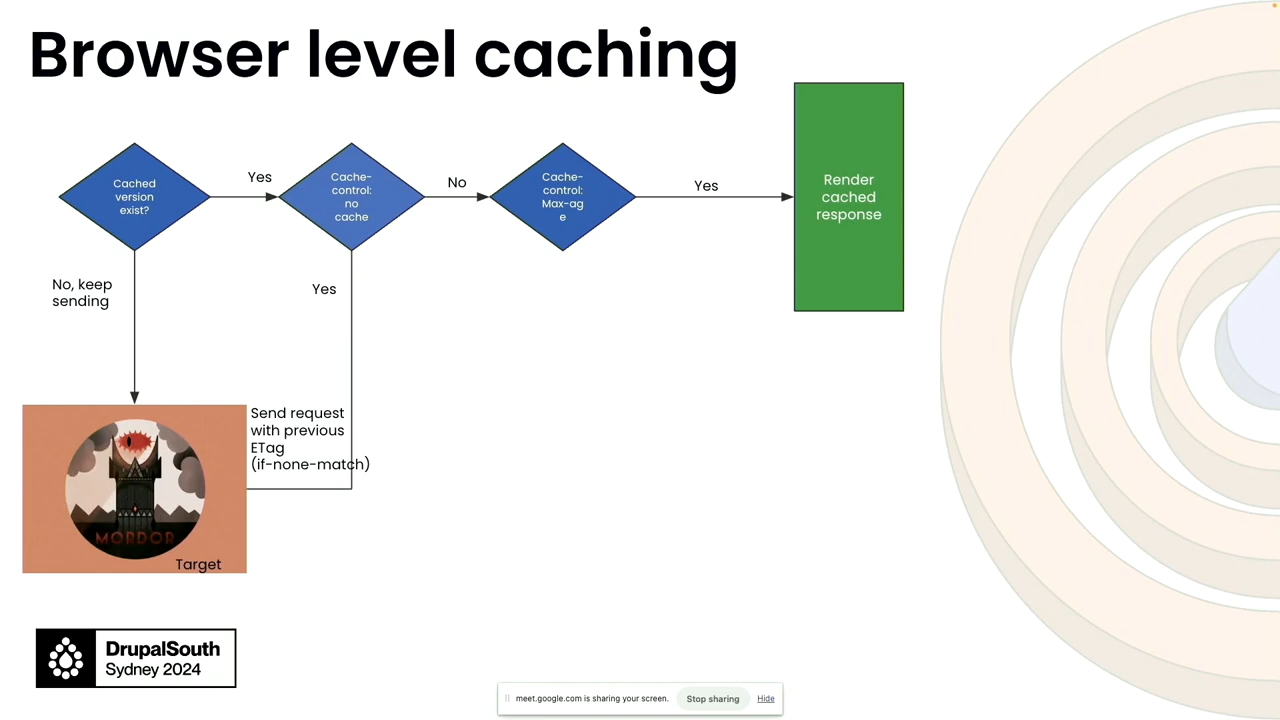 Browser level caching
Cached
version
exist?
Yes
Cache-
control:
no
cache
No
Cache-
control:
Max-ag
e
Yes
Render
cached
response
No, keep
sending
Yes
Send request
with previous
ETag
(if-none-match)
MORDOR
Target
DrupalSouth
Sydney 2024
meet.google.com is sharing your screen.
Stop sharing
Hide